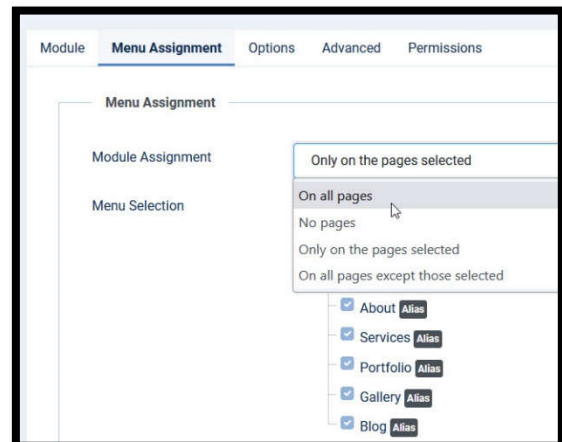 Module Menu Assignment Options Advanced Permissions
Menu Assignment
Module Assignment Only on the pages selected
Menu Selection On all pages
No pages
Only on the pages selected
On all pages except those selected
About Alias
Services Alias
Portfolio Alias
Gallery Alias
Blog Alias